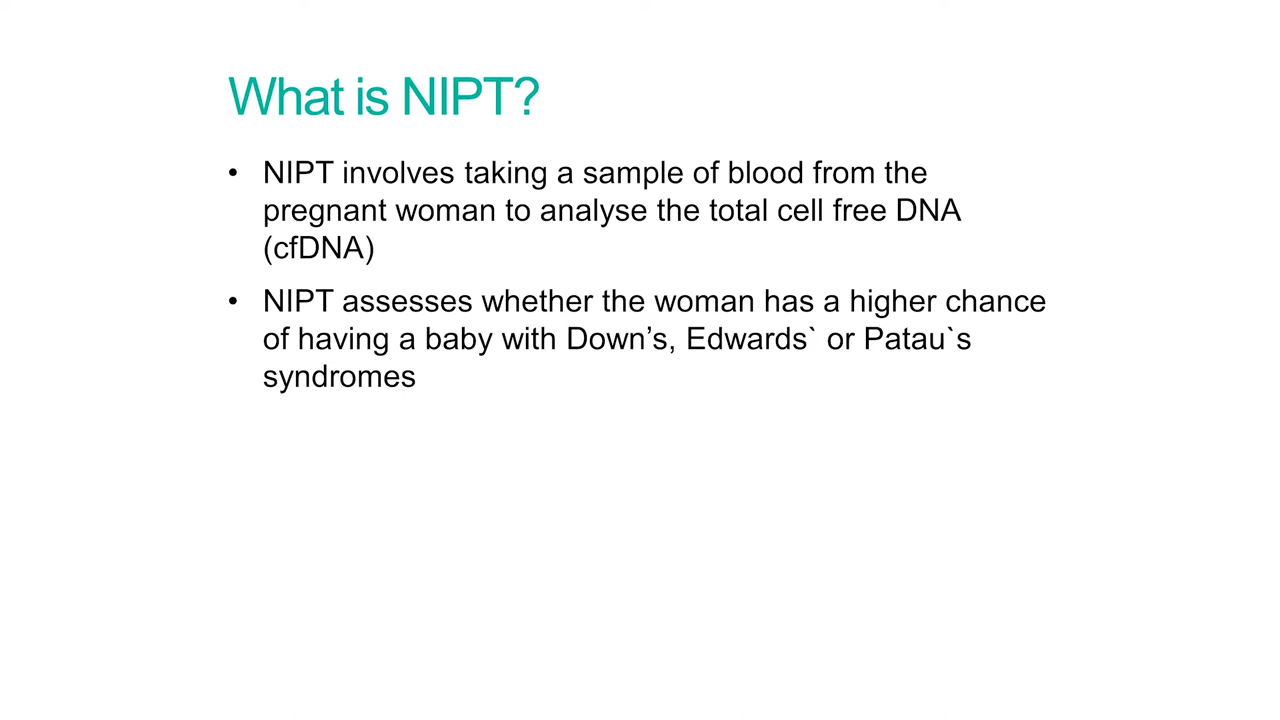 What is NIPT?
• NIPT involves taking a sample of blood from the
pregnant woman to analyse the total cell free DNA
(cfDNA)
• NIPT assesses whether the woman has a higher chance
of having a baby with Down’s, Edwards` or Patau`s
syndromes